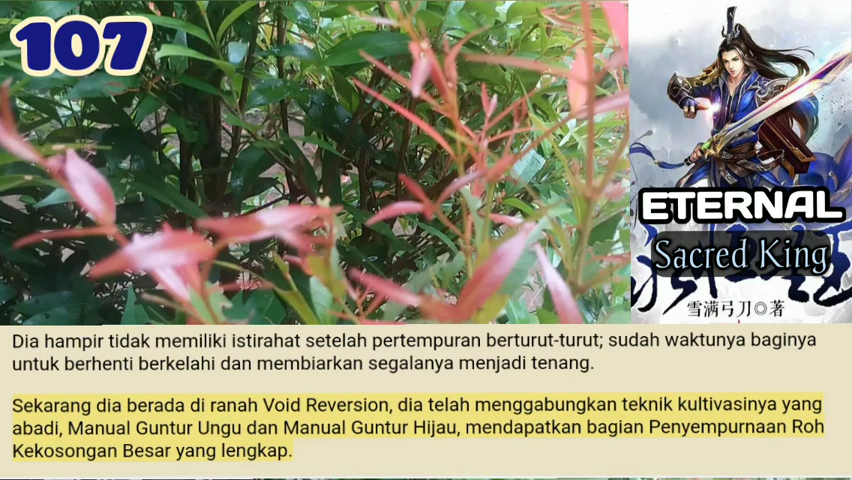 107
ETERNAL
Sacred King
雪满弓刀◎著
Dia hampir tidak memiliki istirahat setelah pertempuran berturut-turut; sudah waktunya baginya
untuk berhenti berkelahi dan membiarkan segalanya menjadi tenang.
Sekarang dia berada di ranah Void Reversion, dia telah menggabungkan teknik kultivasinya yang
abadi, Manual Guntur Ungu dan Manual Guntur Hijau, mendapatkan bagian Penyempurnaan Roh
Kekosongan Besar yang lengkap.